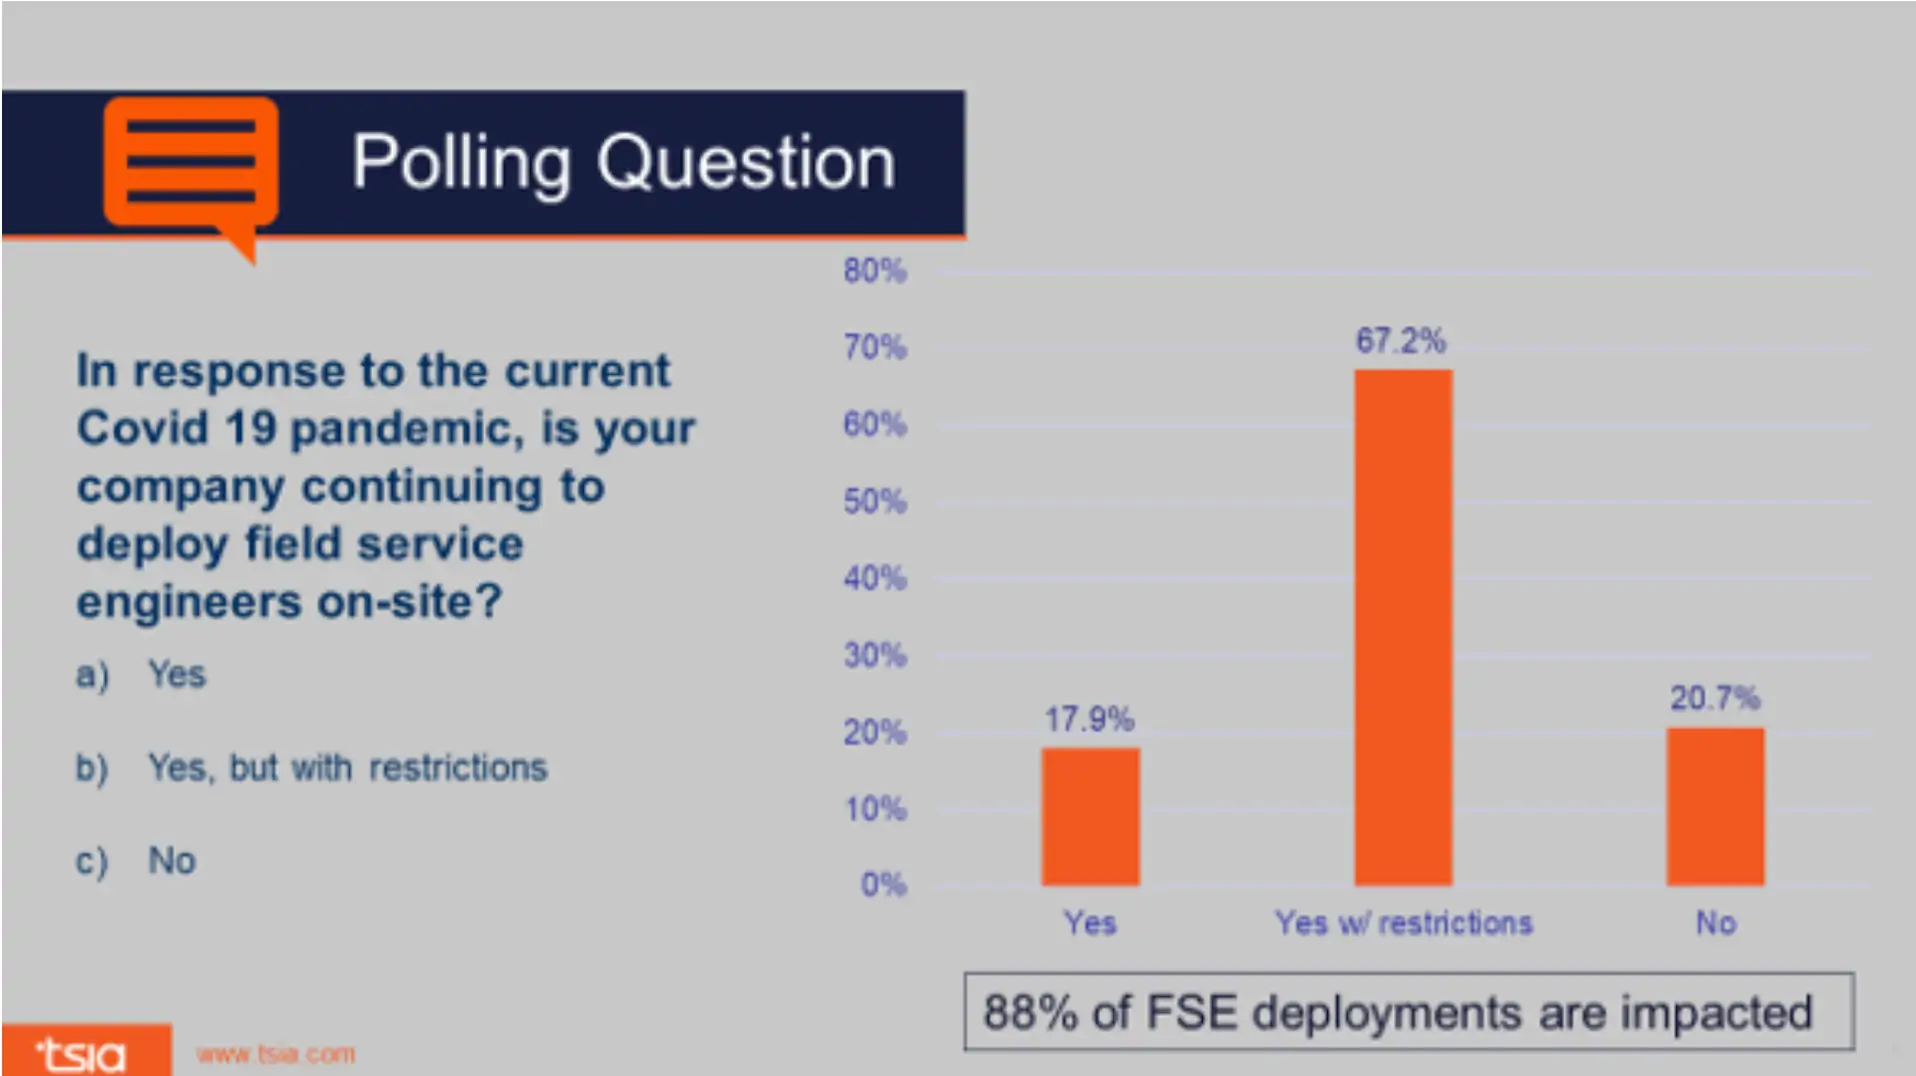 Polling Question
In response to the current
Covid 19 pandemic, is your
company continuing to
deploy field service
engineers on-site?
a) Yes
b) Yes, but with restrictions
c) No
80%
70%
60%
50%
40%
30%
20%
10%
0%
17.9%
67.2%
20.7%
Yes
Yes w/ restrictions
No
88% of FSE deployments are impacted
tsia
www.tsia.com